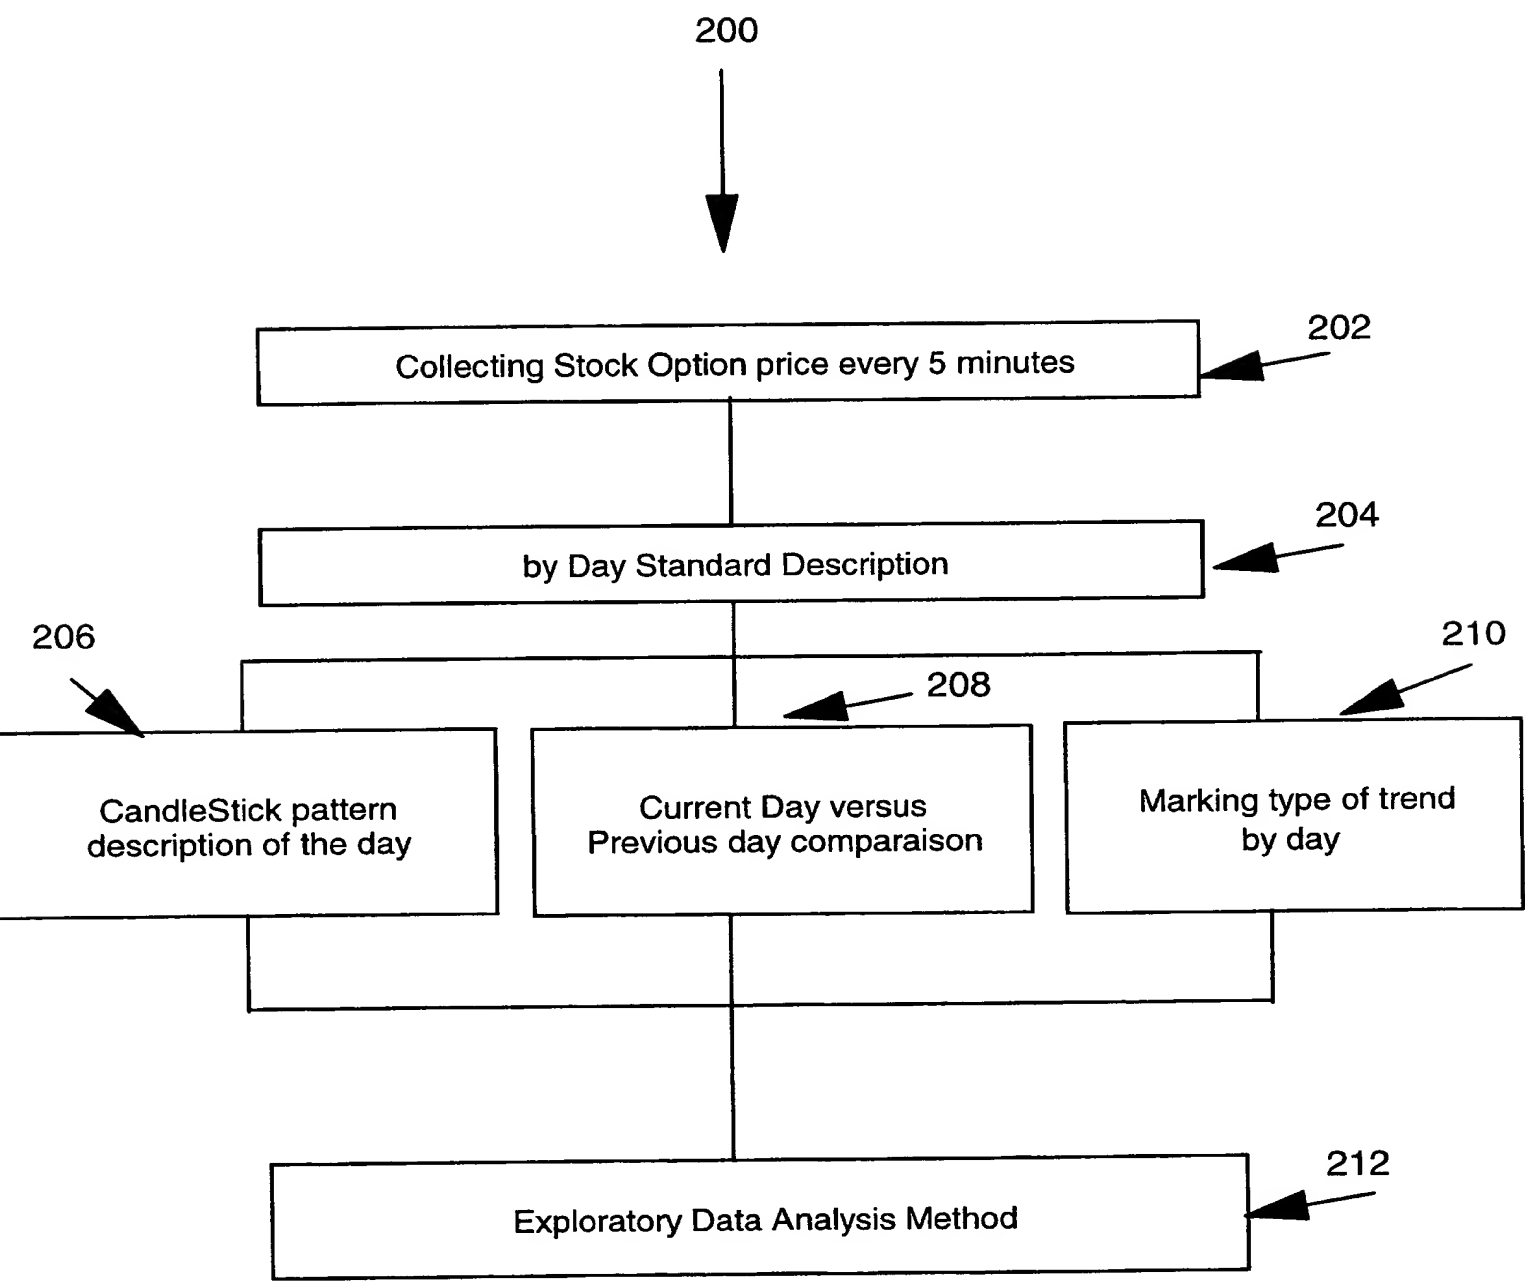 200
202
Collecting Stock Option price every 5 minutes
204
by Day Standard Description
206
210
208
CandleStick pattern
description of the day
Current Day versus
Previous day comparaison
Marking type of trend
by day
212
Exploratory Data Analysis Method